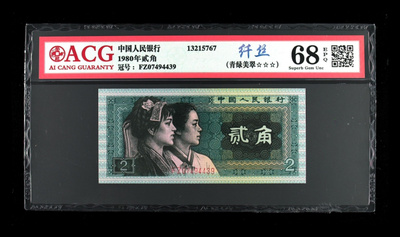 ACG
AI CANG GUARANTY
中国人民银行
1980年贰角
冠号：FZ07494439
13215767
纤丝
(青绿美翠☆☆☆)
68
EPQ
Superb Gem Unc
中国人民银行
贰角
2
2